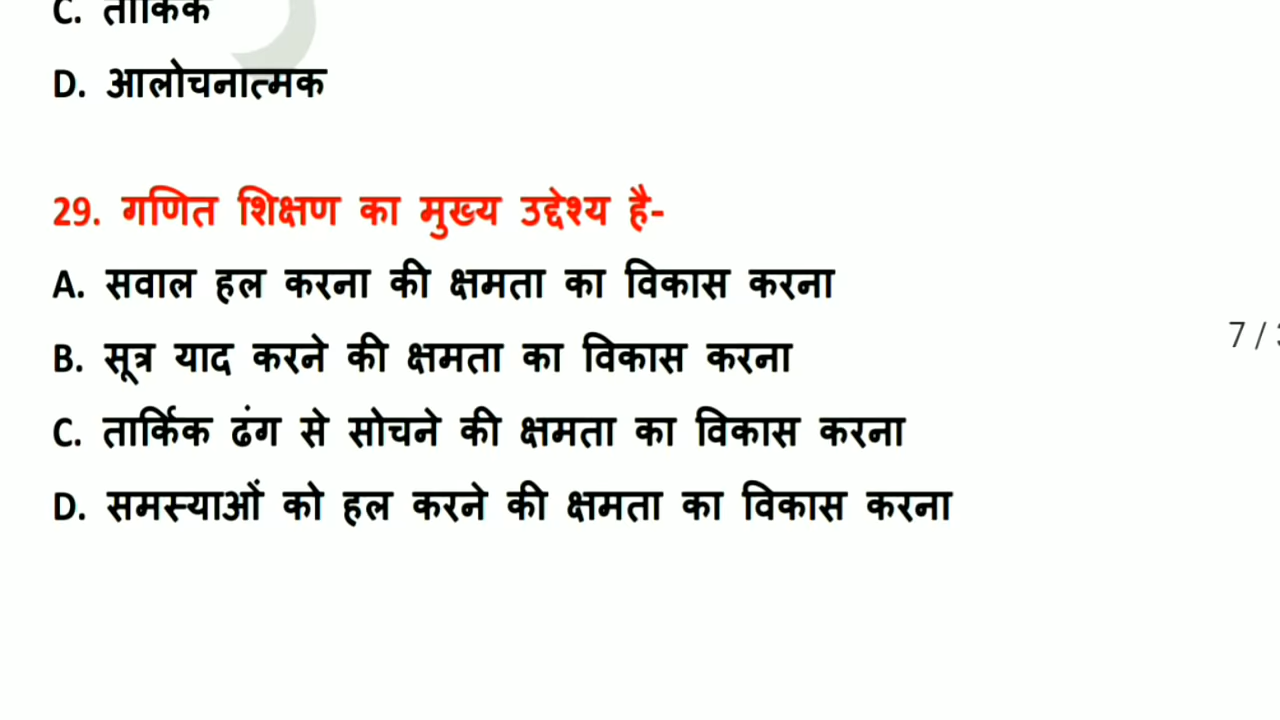 C. तार्किक
D. आलोचनात्मक
29. गणित शिक्षण का मुख्य उद्देश्य है-
A. सवाल हल करना की क्षमता का विकास करना
B. सूत्र याद करने की क्षमता का विकास करना
7 /
C. तार्किक ढंग से सोचने की क्षमता का विकास करना
D. समस्याओं को हल करने की क्षमता का विकास करना